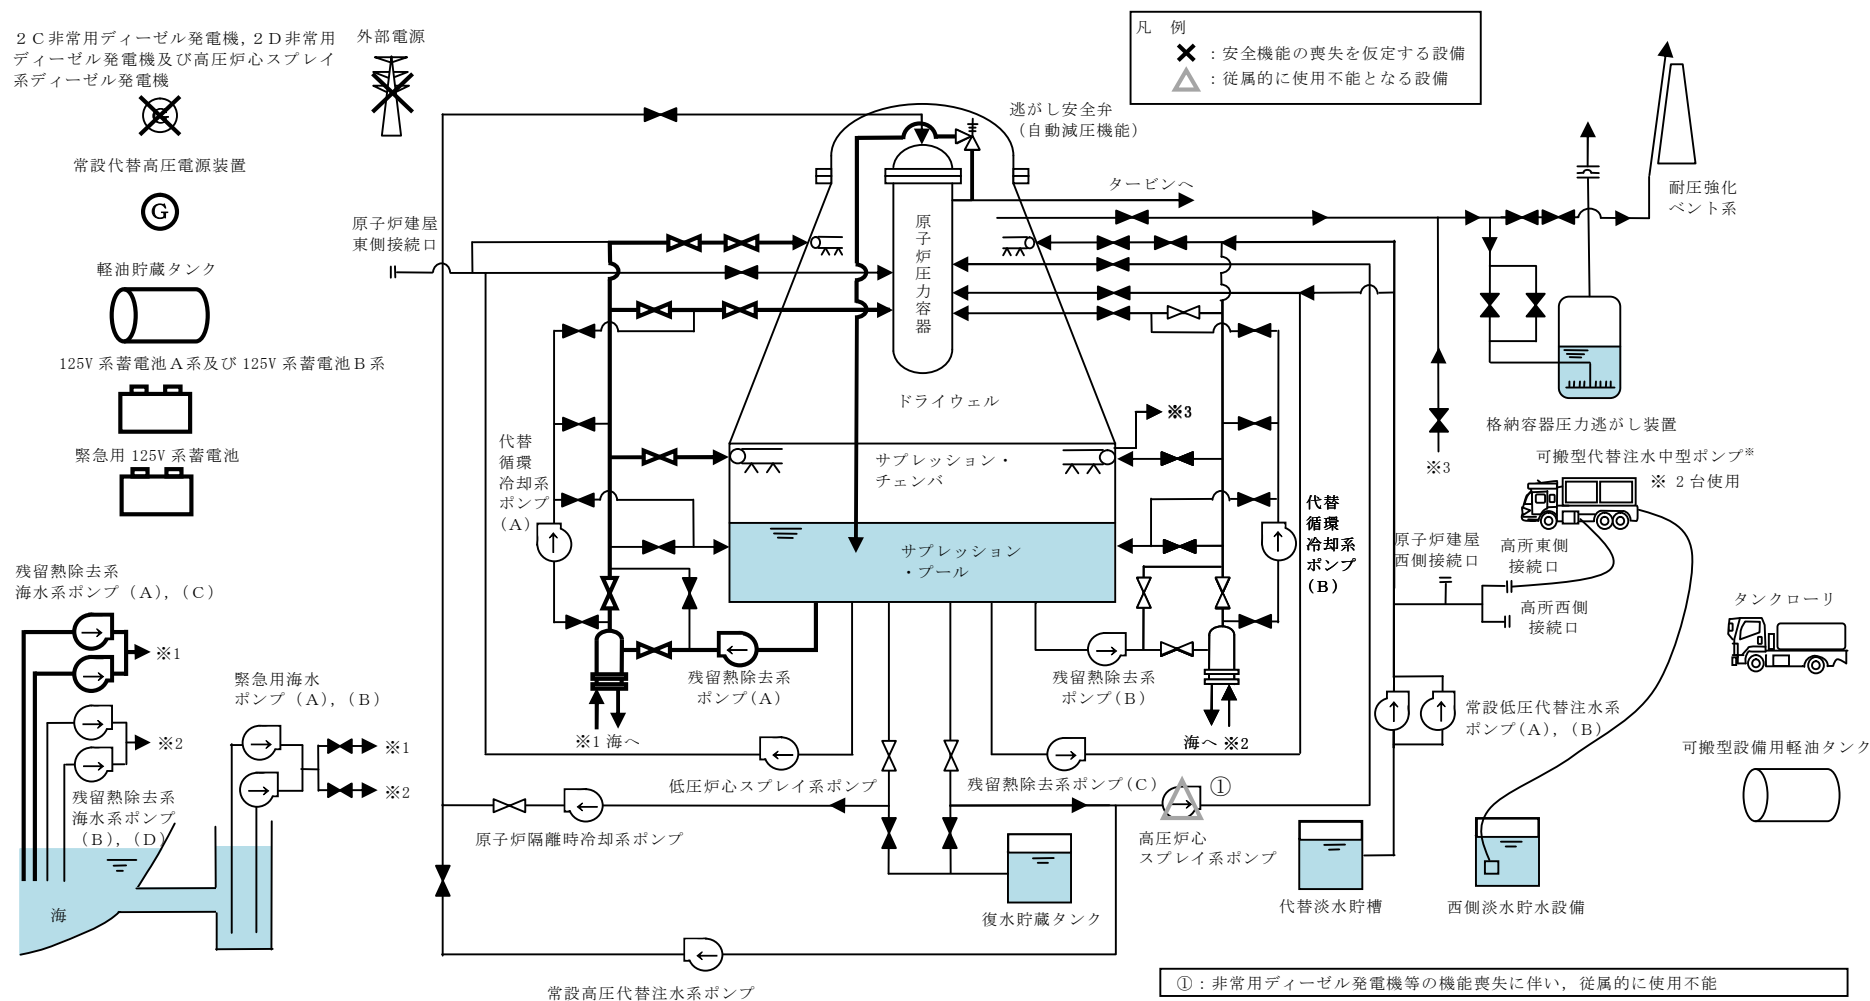 ２Ｃ非常用ディーゼル発電機，２Ｄ非常用
ディーゼル発電機及び高圧炉心スプレイ
系ディーゼル発電機
外部電源
G
常設代替高圧電源装置
G
軽油貯蔵タンク
125V系蓄電池Ａ系及び125V系蓄電池Ｂ系
緊急用125V系蓄電池
残留熱除去系
海水系ポンプ（A），（C）
※1
緊急用海水
ポンプ（A），（B）
※2
※1
※2
残留熱除去系
海水系ポンプ
（B），（D）
海
凡　例
：安全機能の喪失を仮定する設備
：従属的に使用不能となる設備
逃がし安全弁
（自動減圧機能）
タービンへ
原子炉建屋
東側接続口
原子炉圧力容器
ドライウェル
サプレッション・
チェンバ
サプレッション
・プール
※3
代替
循環
冷却系
ポンプ
（A）
代替
循環
冷却系
ポンプ
（B）
残留熱除去系
ポンプ（A）
残留熱除去系
ポンプ（B）
※1 海へ
海へ ※2
低圧炉心スプレイ系ポンプ
残留熱除去系ポンプ（C）
①
原子炉隔離時冷却系ポンプ
高圧炉心
スプレイ系ポンプ
復水貯蔵タンク
常設高圧代替注水系ポンプ
耐圧強化
ベント系
格納容器圧力逃がし装置
※3
可搬型代替注水中型ポンプ※
※ ２台使用
原子炉建屋
西側接続口
高所東側
接続口
高所西側
接続口
タンクローリ
常設低圧代替注水系
ポンプ（A），（B）
可搬型設備用軽油タンク
代替淡水貯槽
西側淡水貯水設備
①：非常用ディーゼル発電機等の機能喪失に伴い，従属的に使用不能